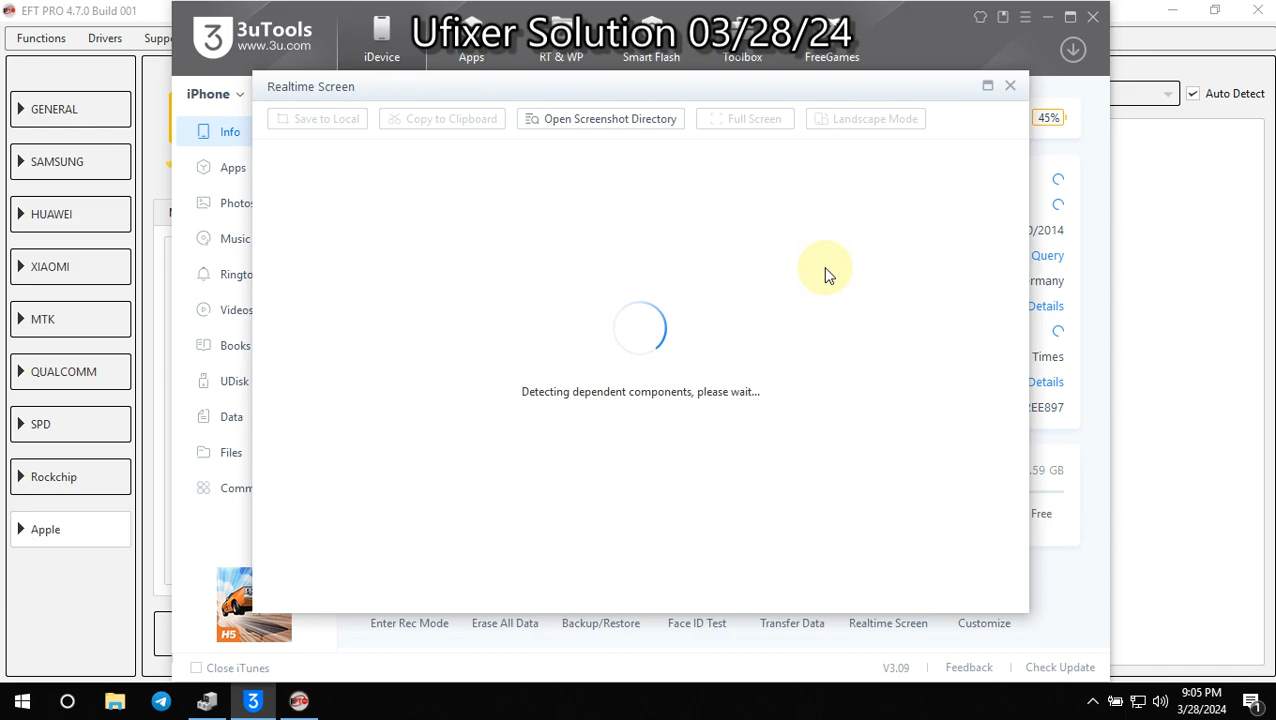 EFT PRO 4.7.0 Build 001
Functions
Drivers
Supp
GENERAL
SAMSUNG
HUAWEI
XIAOMI
MTK
QUALCOMM
SPD
Rockchip
Apple
Auto Detect
3uTools
www.3u.com
Ufixer Solution 03/28/24
iDevice
Apps
RT & WP
Smart Flash
Toolbox
FreeGames
iPhone
Info
Apps
Photos
Music
Ringto
Videos
Books
UDisk
Data
Files
Comm
H5
Realtime Screen
Save to Local
Copy to Clipboard
Open Screenshot Directory
Full Screen
Landscape Mode
Detecting dependent components, please wait...
45%
0/2014
Query
rmany
Details
Times
Details
2EE897
.59 GB
Free
Enter Rec Mode
Erase All Data
Backup/Restore
Face ID Test
Transfer Data
Realtime Screen
Customize
Close iTunes
V3.09
Feedback
Check Update
9:05 PM
3/28/2024
1